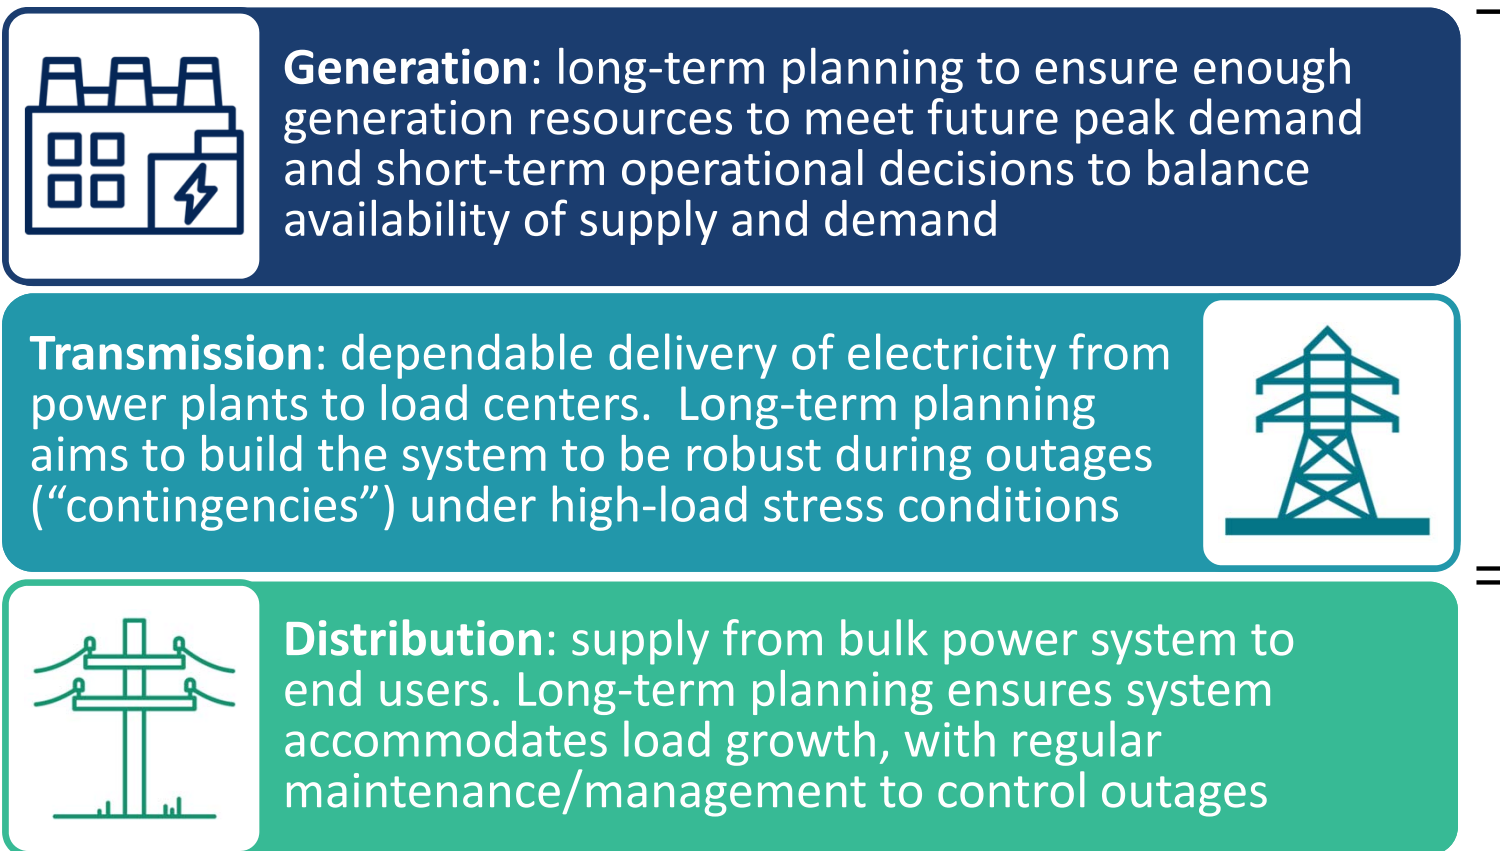 Generation: long-term planning to ensure enough
generation resources to meet future peak demand
and short-term operational decisions to balance
availability of supply and demand
Transmission: dependable delivery of electricity from
power plants to load centers.  Long-term planning
aims to build the system to be robust during outages
(“contingencies”) under high-load stress conditions
Distribution: supply from bulk power system to
end users. Long-term planning ensures system
accommodates load growth, with regular
maintenance/management to control outages